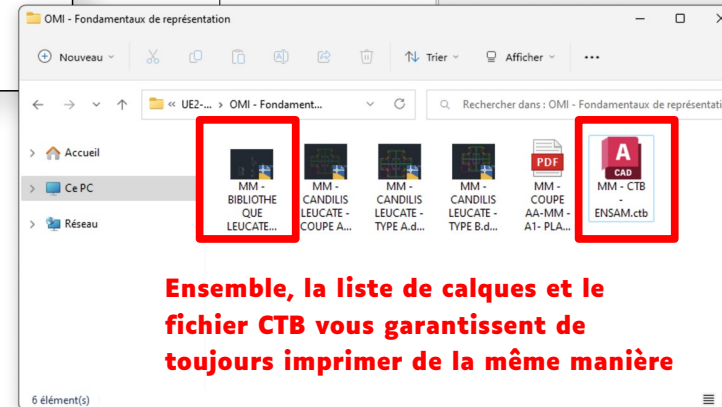 OMI - Fondamentaux de représentation
Nouveau
Trier
Afficher
« UE2-... > OMI - Fondament...
Rechercher dans : OMI - Fondamentaux de représentati
Accueil
Ce PC
Réseau
MM -
BIBLIOTHE
QUE
LEUCATE...
MM -
CANDILIS
LEUCATE -
COUPE A...
MM -
CANDILIS
LEUCATE -
TYPE A.d...
MM -
CANDILIS
LEUCATE -
TYPE B.d...
PDF
MM -
COUPE
AA-MM -
A1- PLA...
A
CAD
MM - CTB
-
ENSAM.ctb
Ensemble, la liste de calques et le
fichier CTB vous garantissent de
toujours imprimer de la même manière
6 élément(s)